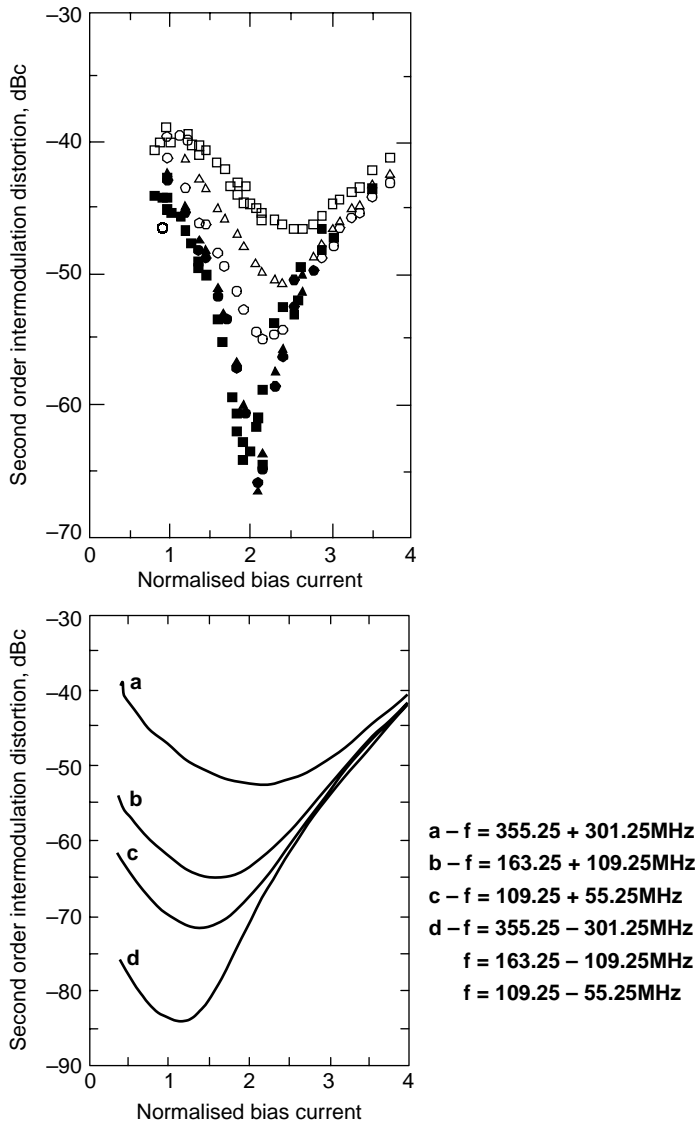 −30
−40
−50
−60
−70
Second order intermodulation distortion, dBc
0 1 2 3 4
Normalised bias current
−30
−40
−50
−60
−70
−80
−90
Second order intermodulation distortion, dBc
a
b
c
d
0 1 2 3 4
Normalised bias current
a – f = 355.25 + 301.25MHz
b – f = 163.25 + 109.25MHz
c – f = 109.25 + 55.25MHz
d – f = 355.25 – 301.25MHz
f = 163.25 – 109.25MHz
f = 109.25 – 55.25MHz